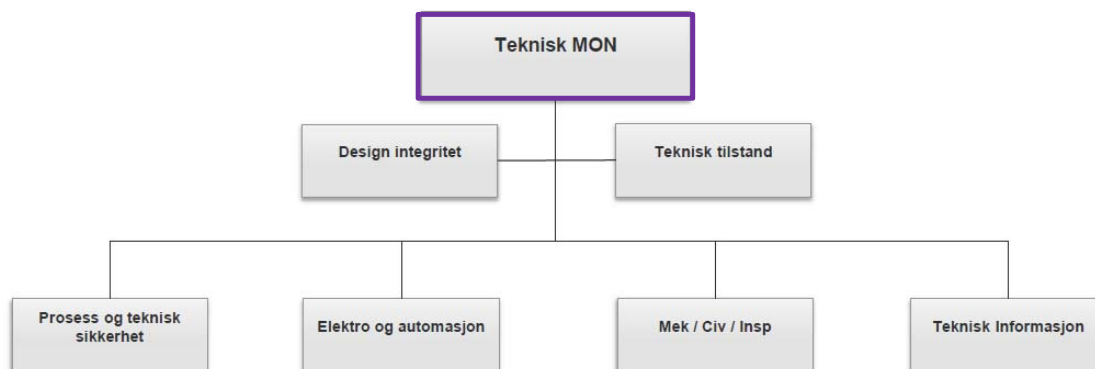 Teknisk MON
Design integritet
Teknisk tilstand
Prosess og teknisk
sikkerhet
Elektro og automasjon
Mek / Civ / Insp
Teknisk Informasjon